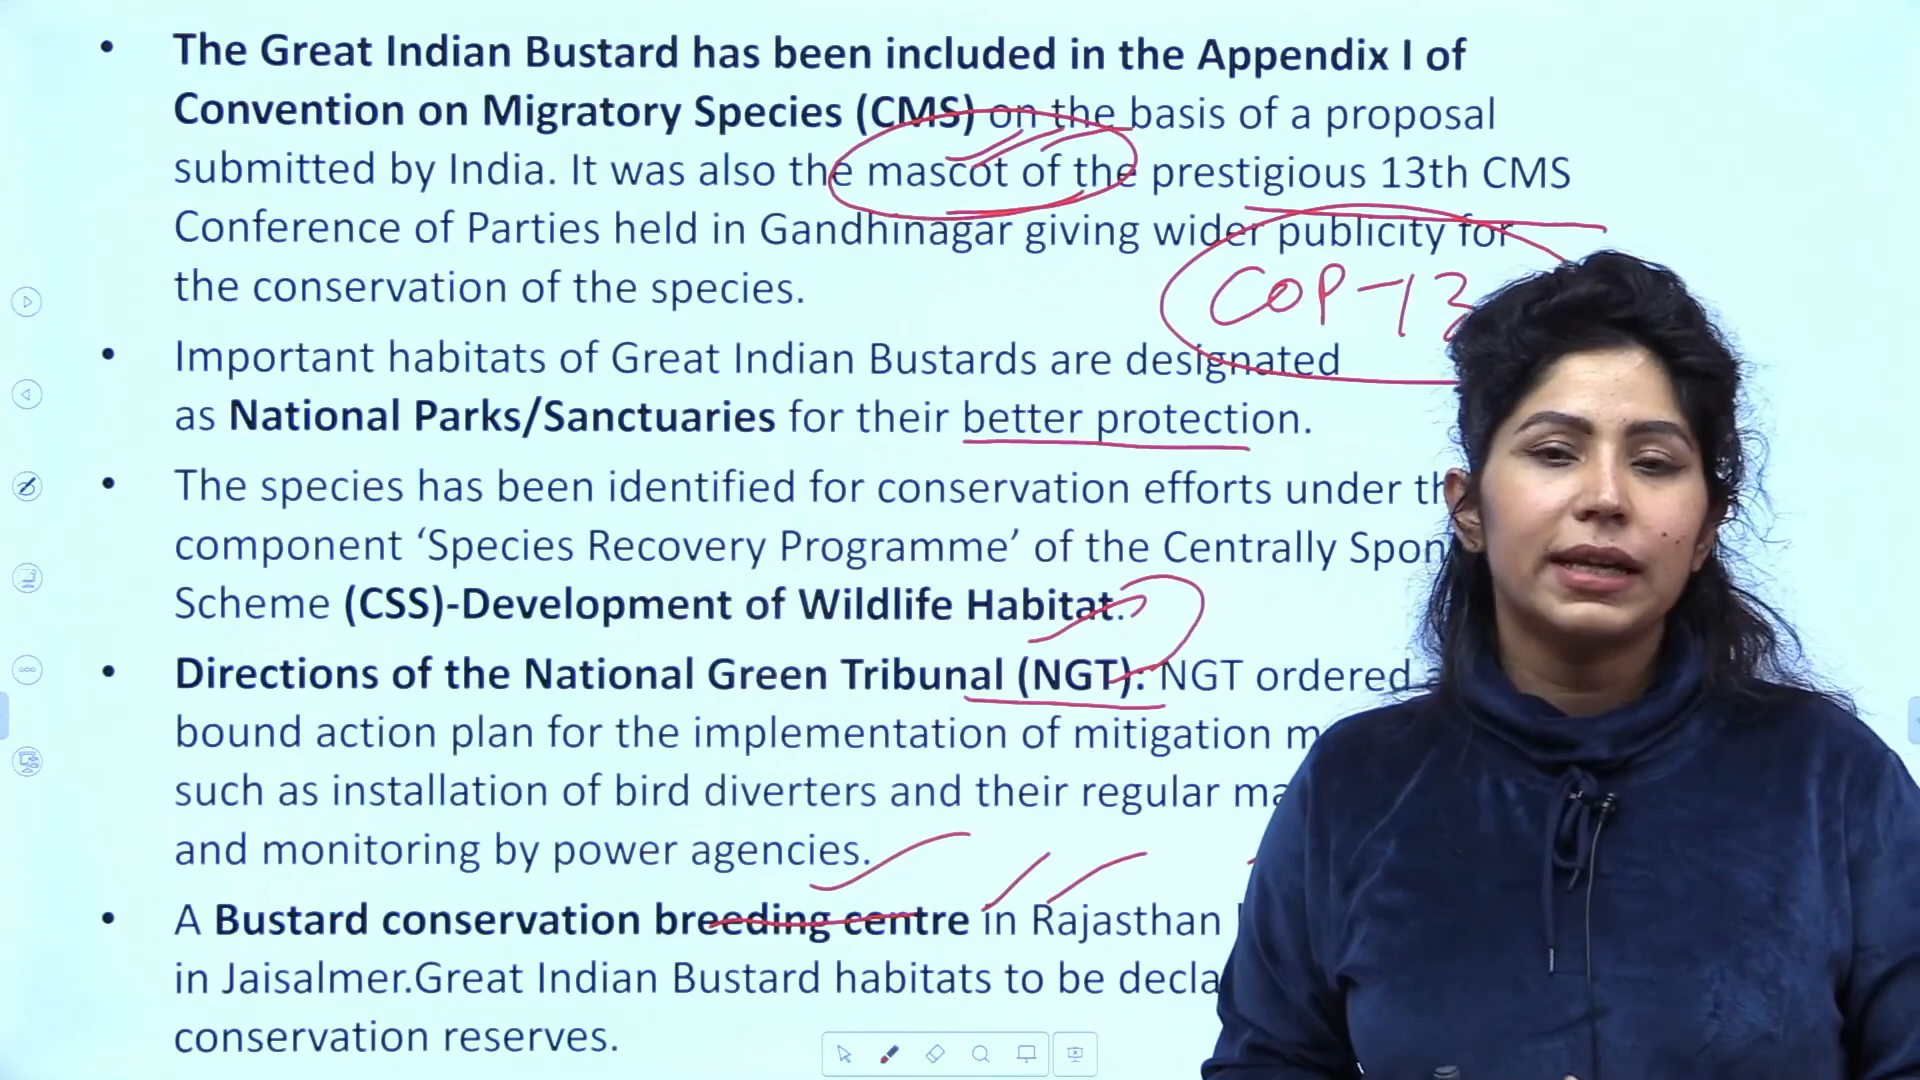 • The Great Indian Bustard has been included in the Appendix I of
Convention on Migratory Species (CMS) on the basis of a proposal
submitted by India. It was also the mascot of the prestigious 13th CMS
Conference of Parties held in Gandhinagar giving wider publicity for
the conservation of the species.
COP-13
• Important habitats of Great Indian Bustards are designated
as National Parks/Sanctuaries for their better protection.
• The species has been identified for conservation efforts under
component ‘Species Recovery Programme’ of the Centrally
Scheme (CSS)-Development of Wildlife Habitat.
• Directions of the National Green Tribunal (NGT): NGT ordered
bound action plan for the implementation of mitigation
such as installation of bird diverters and their regular
and monitoring by power agencies.
• A Bustard conservation breeding centre in Rajasthan
in Jaisalmer.Great Indian Bustard habitats to be
conservation reserves.